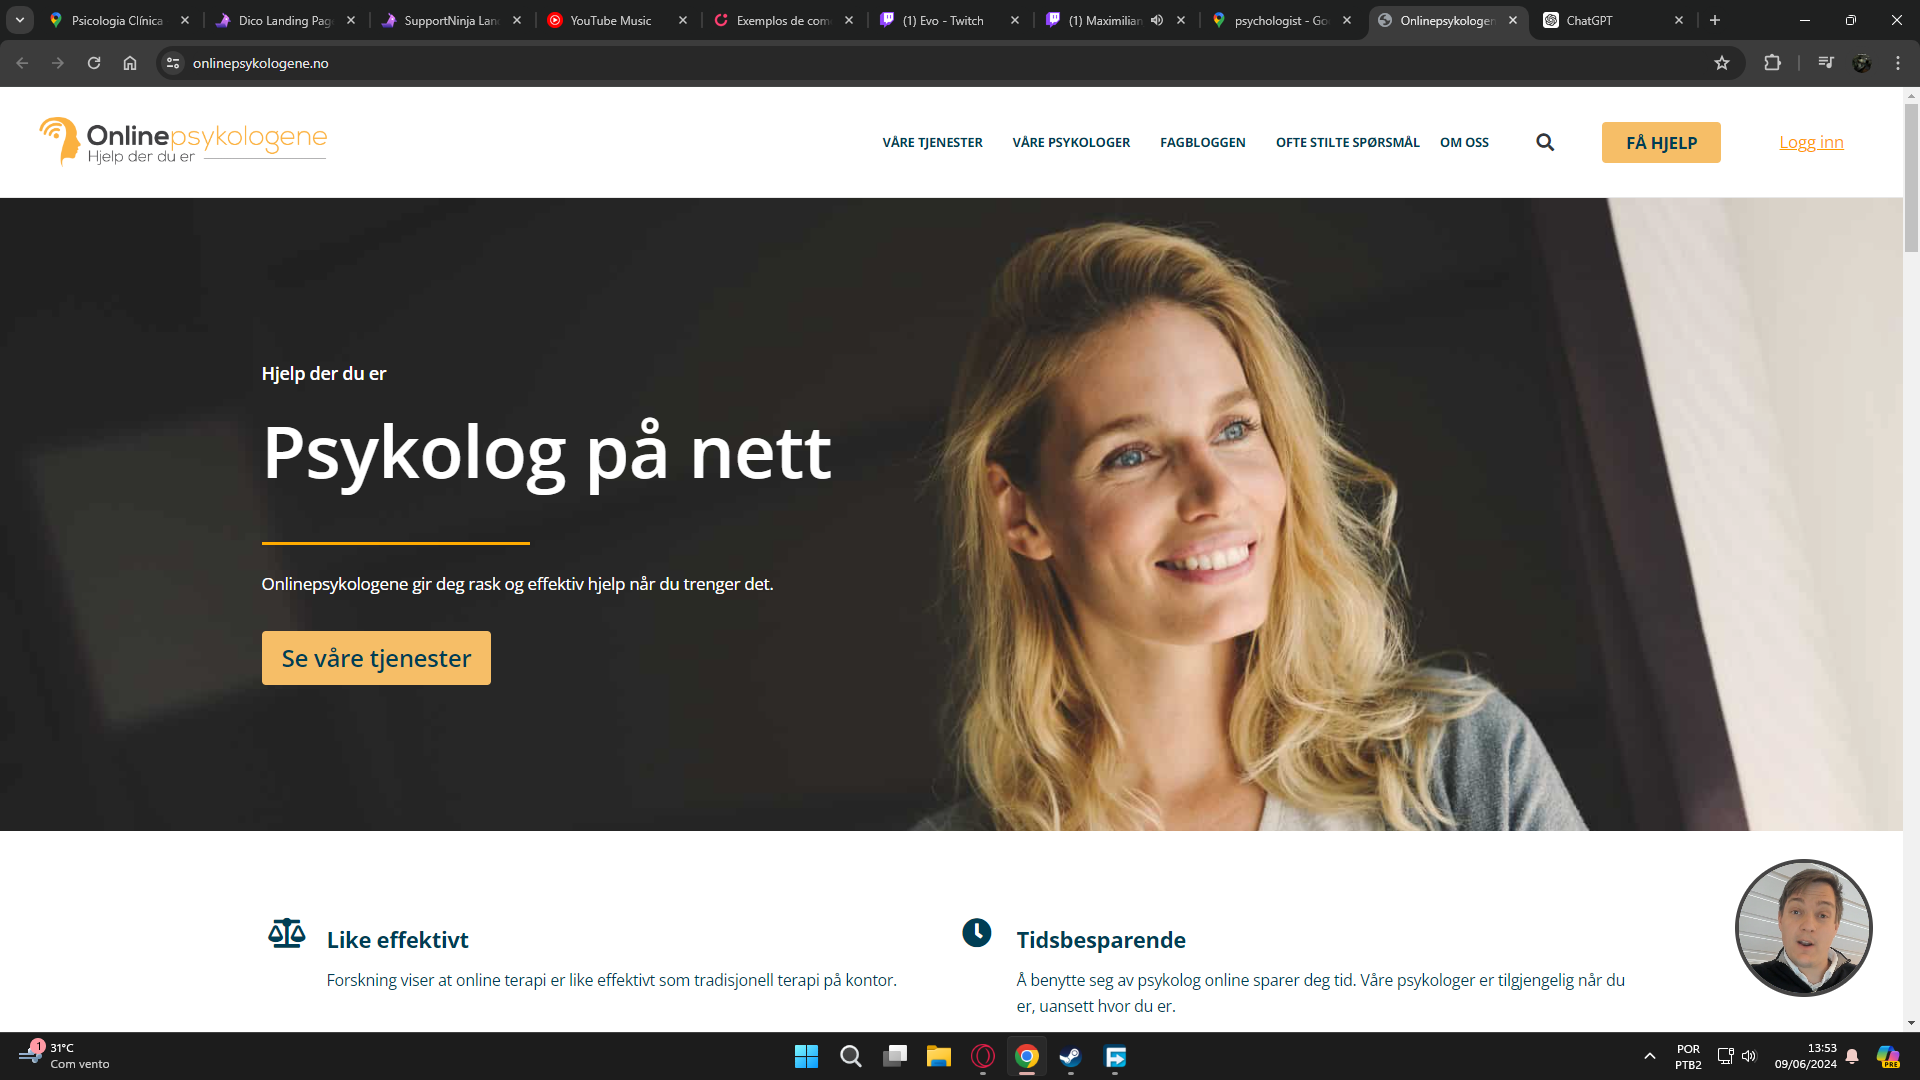 Psicologia Clínica
Dico Landing Pag
SupportNinja Lan
YouTube Music
Exemplos de com
(1) Evo - Twitch
(1) Maximilian
psychologist - Go
Onlinepsykologen
ChatGPT
onlinepsykologene.no
Onlinepsykologene
Hjelp der du er
VÅRE TJENESTER
VÅRE PSYKOLOGER
FAGBLOGGEN
OFTE STILTE SPØRSMÅL
OM OSS
FÅ HJELP
Logg inn
Hjelp der du er
Psykolog på nett
Onlinepsykologene gir deg rask og effektiv hjelp når du trenger det.
Se våre tjenester
Like effektivt
Forskning viser at online terapi er like effektivt som tradisjonell terapi på kontor.
Tidsbesparende
Å benytte seg av psykolog online sparer deg tid. Våre psykologer er tilgjengelig når du
er, uansett hvor du er.
1
31°C
Com vento
POR
PTB2
13:53
09/06/2024
PRE